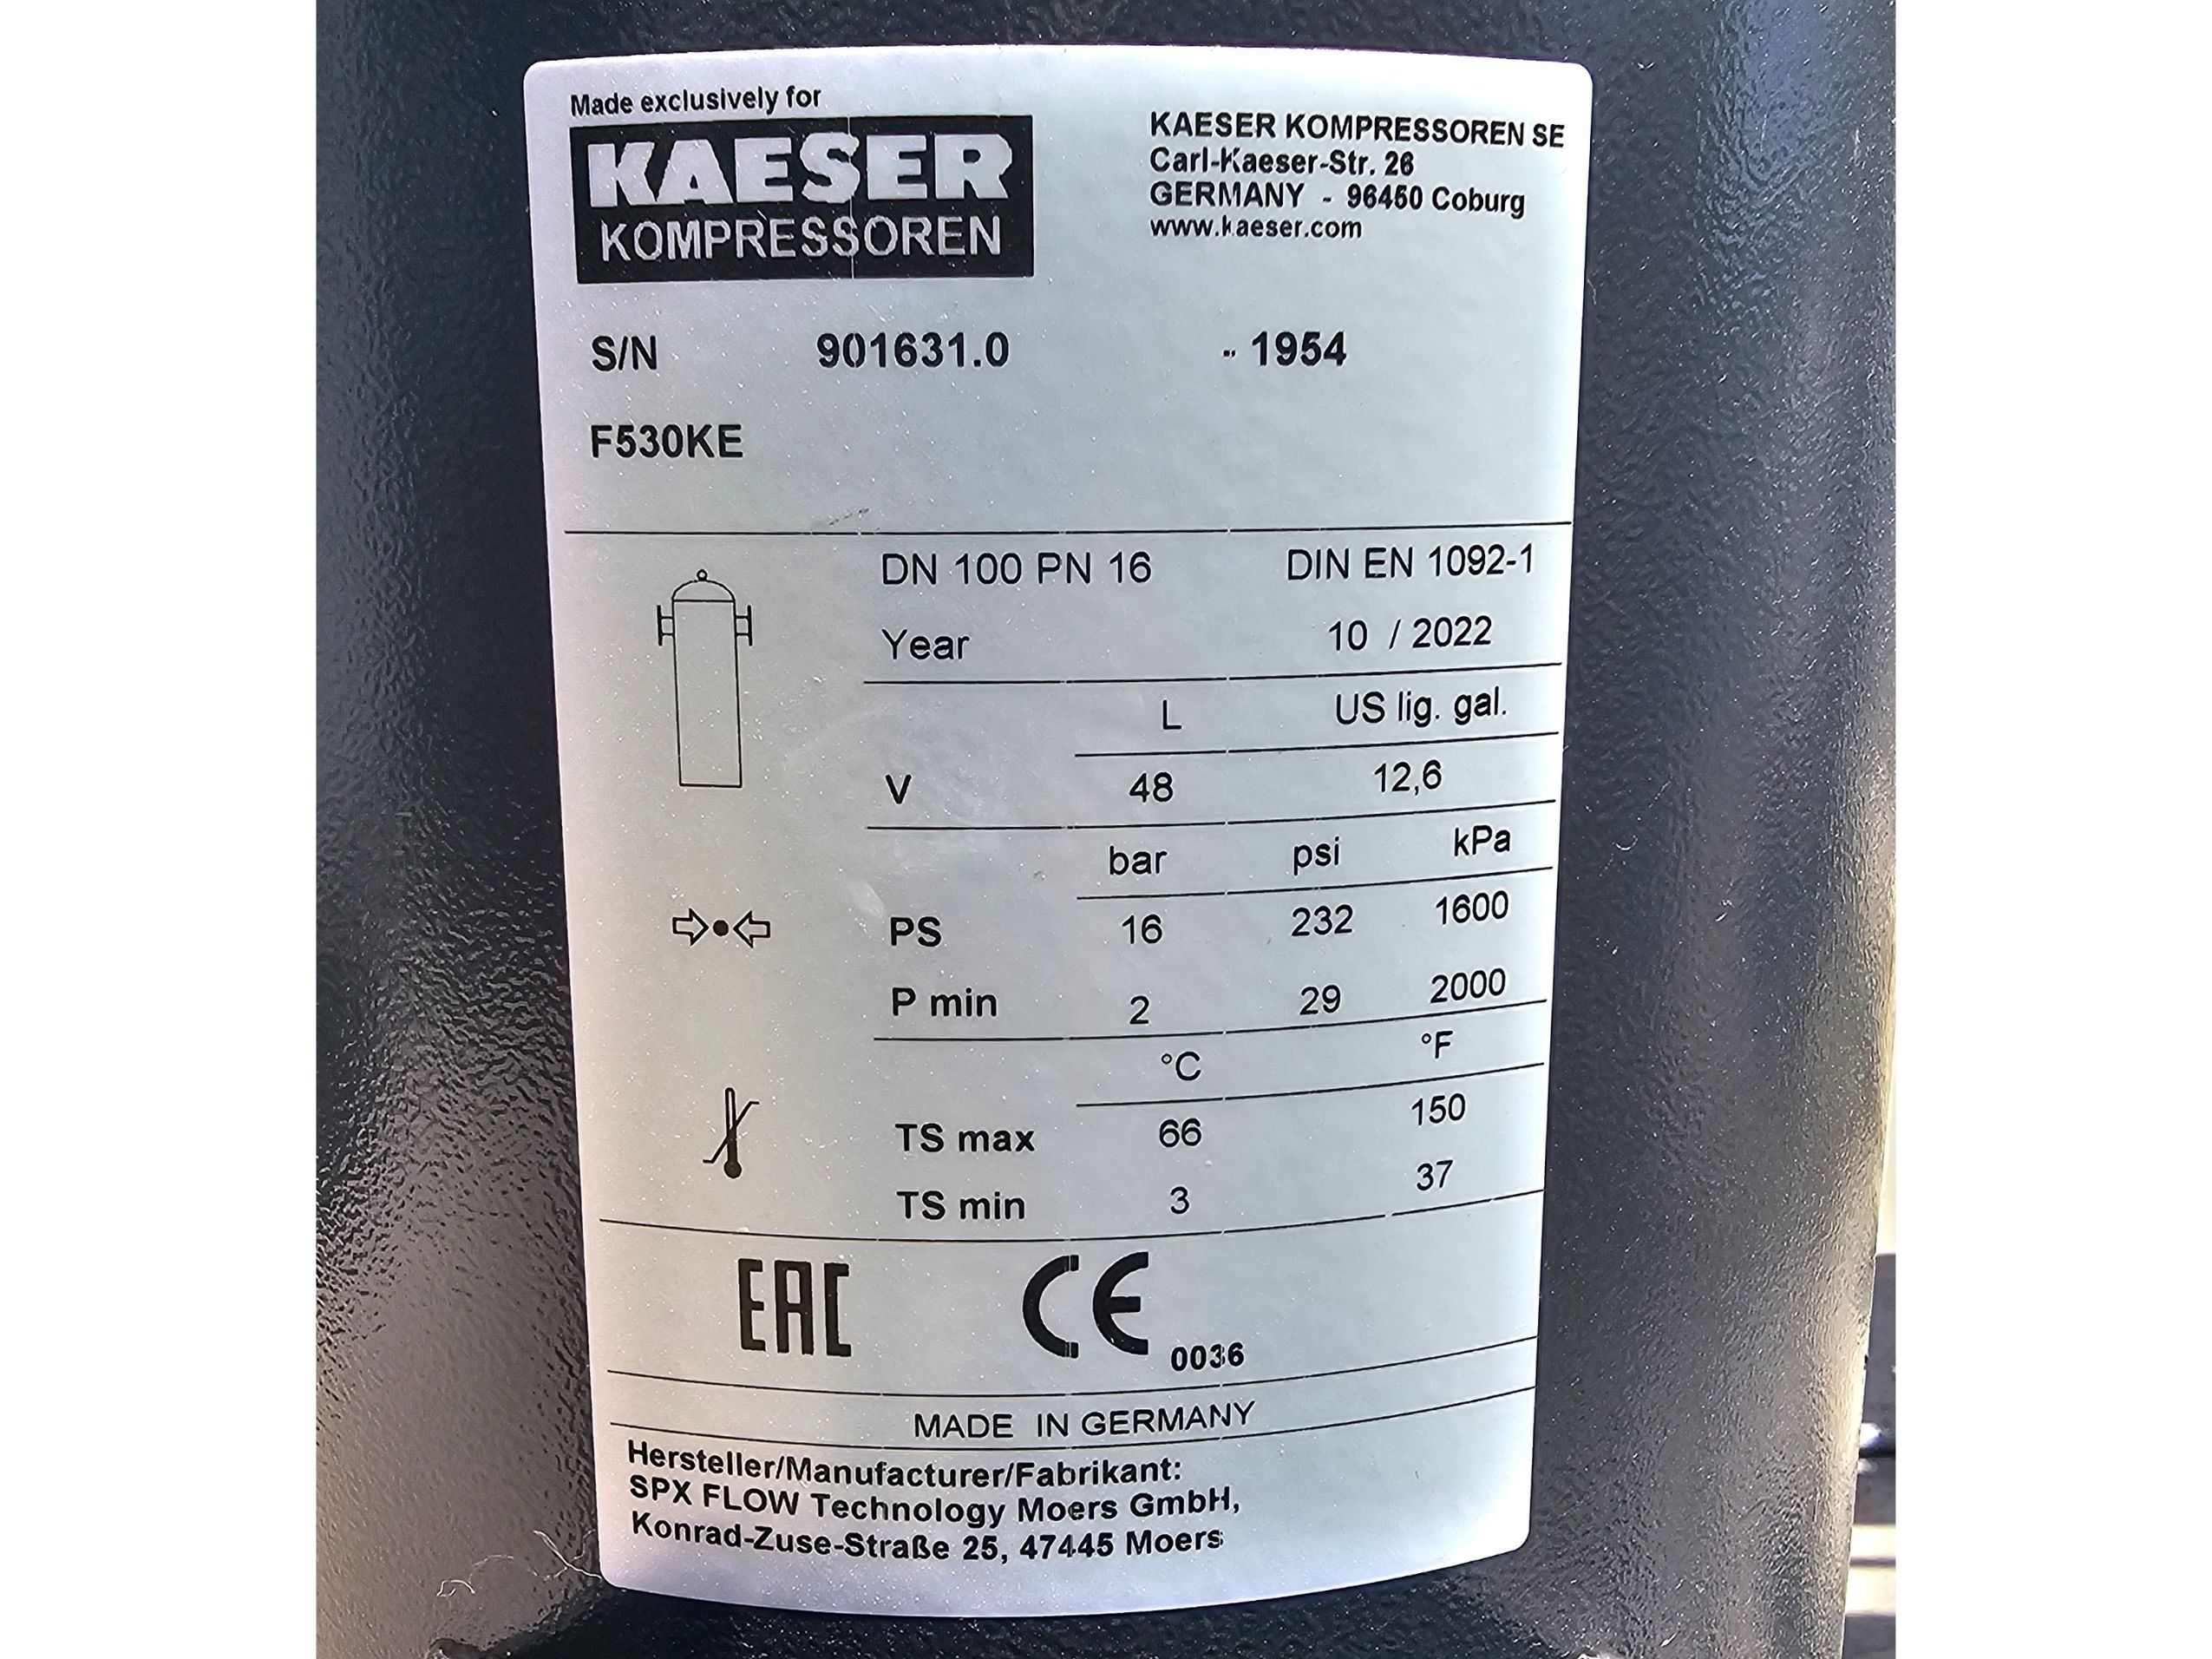 Made exclusively for
KAESER
KOMPRESSOREN
KAESER KOMPRESSOREN SE
Carl-Kaeser-Str. 26
GERMANY - 96450 Coburg
www.kaeser.com
S/N 901631.0 - 1954
F530KE
DN 100 PN 16 DIN EN 1092-1
Year 10 / 2022
L US lig. gal.
V 48 12,6
bar psi kPa
PS 16 232 1600
P min 2 29 2000
°C °F
TS max 66 150
TS min 3 37
EAC CE 0036
MADE IN GERMANY
Hersteller/Manufacturer/Fabrikant:
SPX FLOW Technology Moers GmbH,
Konrad-Zuse-Straße 25, 47445 Moers